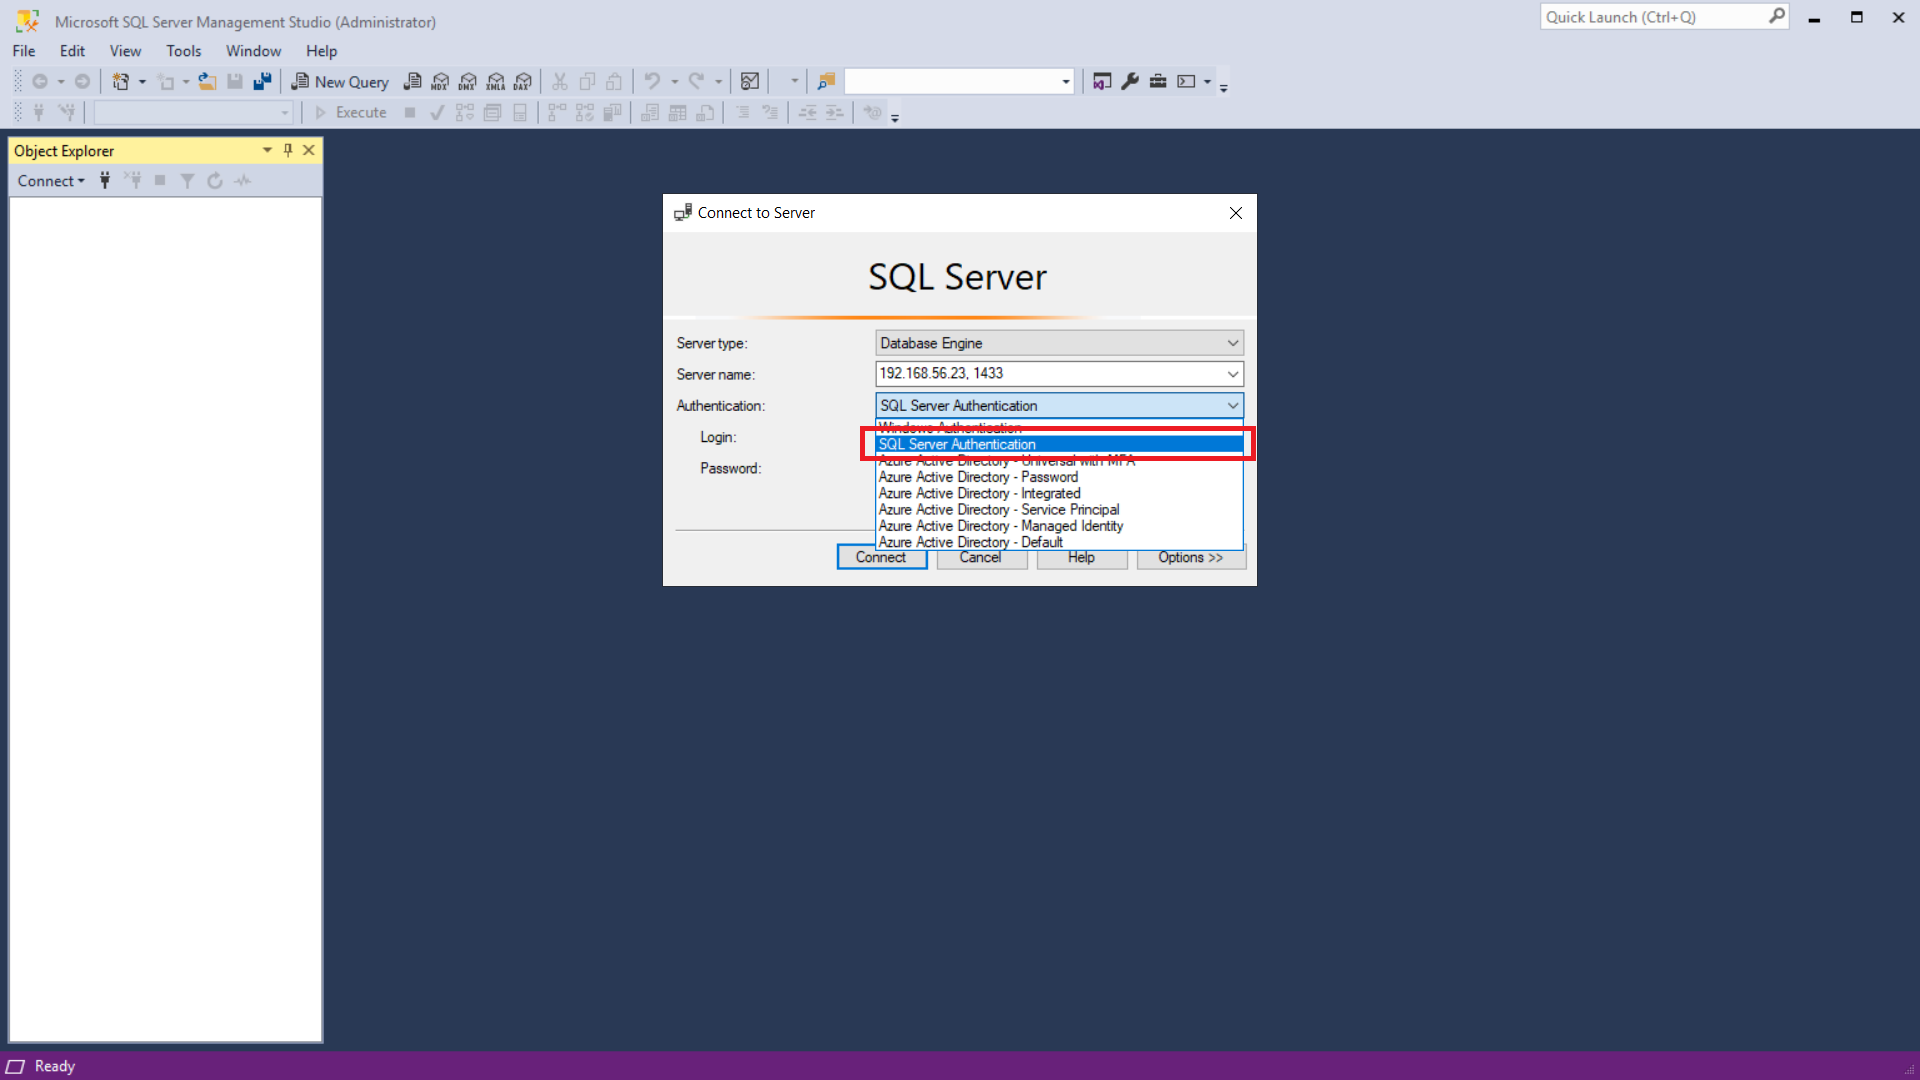 Microsoft SQL Server Management Studio (Administrator)
Quick Launch (Ctrl+Q)
File Edit View Tools Window Help
New Query MDX DMX XMLA DAX
Execute
Object Explorer
Connect
Connect to Server
SQL Server
Server type: Database Engine
Server name: 192.168.56.23, 1433
Authentication: SQL Server Authentication
Windows Authentication
Login:
SQL Server Authentication
Azure Active Directory - Universal with MFA
Password:
Azure Active Directory - Password
Azure Active Directory - Integrated
Azure Active Directory - Service Principal
Azure Active Directory - Managed Identity
Azure Active Directory - Default
Connect Cancel Help Options >>
Ready